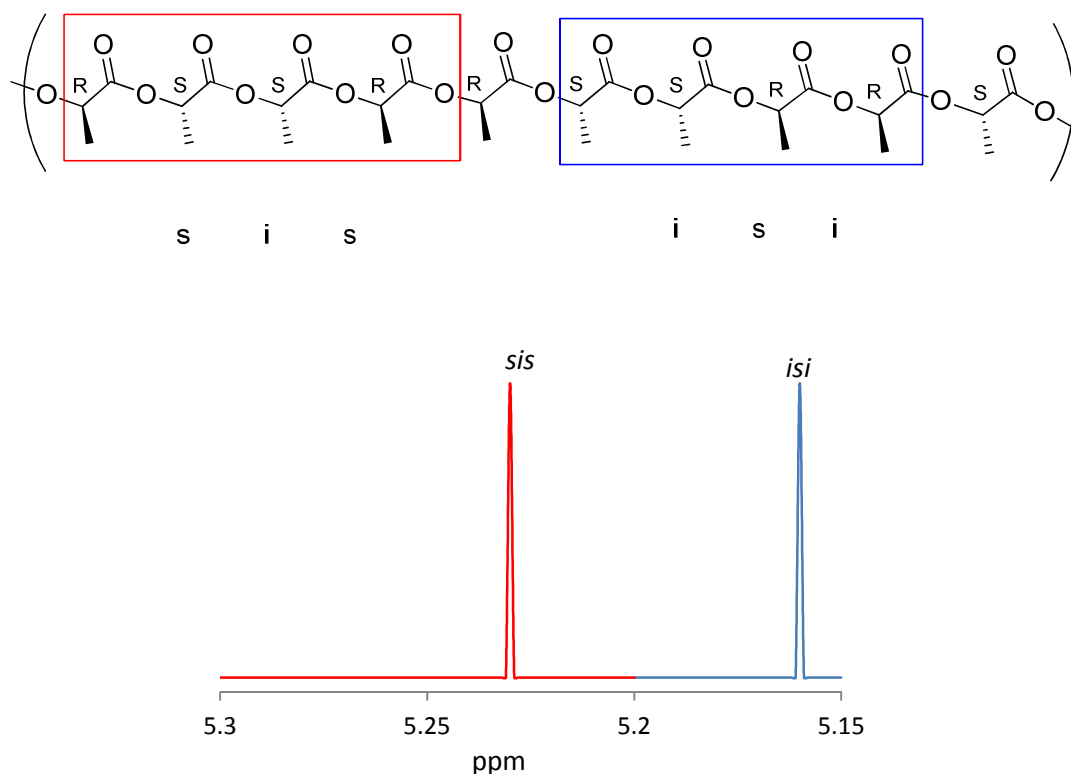 O O O O O O O O O O
R S S R R S S R R S
O O O O O O O O O O O
s i s i s i
sis isi
5.3 5.25 5.2 5.15
ppm